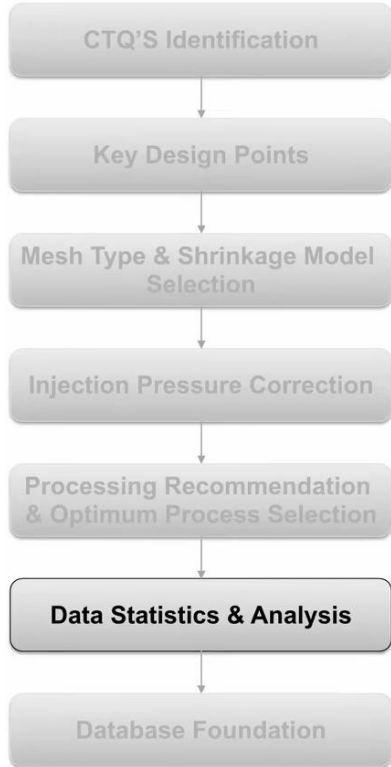 CTQ'S Identification
Key Design Points
Mesh Type & Shrinkage Model
Selection
Injection Pressure Correction
Processing Recommendation
& Optimum Process Selection
Data Statistics & Analysis
Database Foundation